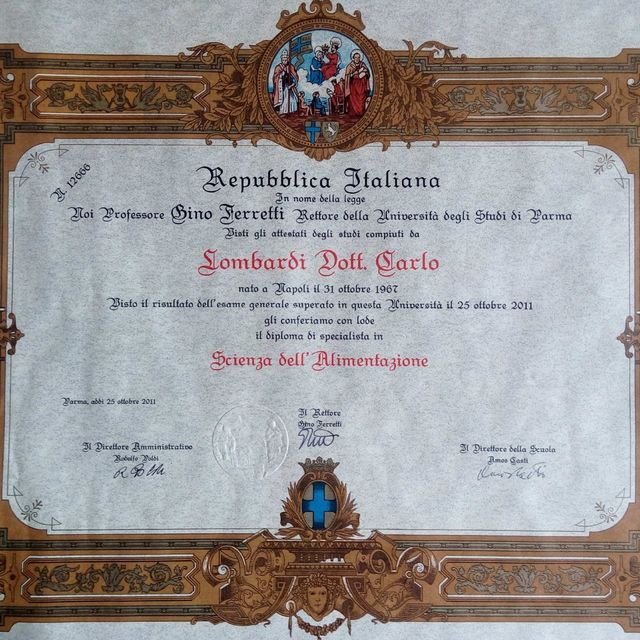 N. 12666
Repubblica Italiana
In nome della legge
Noi Professore Gino Ferretti Rettore della Università degli Studi di Parma
Visti gli attestati degli studi compiuti da
Lombardi Dott. Carlo
nato a Napoli il 31 ottobre 1967
Visto il risultato dell'esame generale superato in questa Università il 25 ottobre 2011
gli conferiamo con lode
il diploma di specialista in
Scienza dell'Alimentazione
Parma, addì 25 ottobre 2011
Il Rettore
Gino Ferretti
Il Direttore Amministrativo
Rodolfo Poldi
Il Direttore della Scuola
Amos Casti